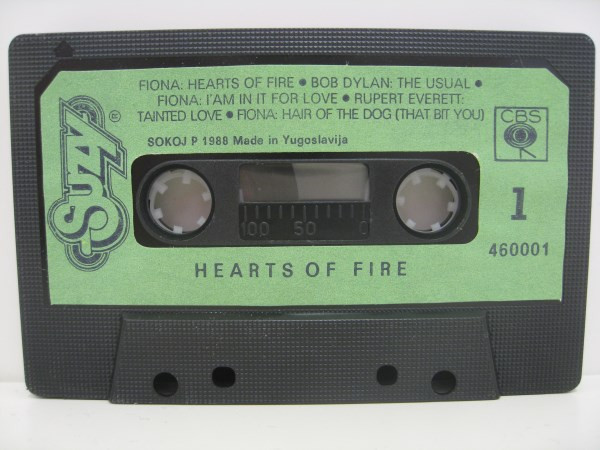 FIONA: HEARTS OF FIRE • BOB DYLAN: THE USUAL •
FIONA: I'AM IN IT FOR LOVE • RUPERT EVERETT:
TAINTED LOVE • FIONA: HAIR OF THE DOG (THAT BIT YOU)
SOKOJ P 1988 Made in Yugoslavija
SUZY ®
CBS
1
460001
100 50 0
HEARTS OF FIRE